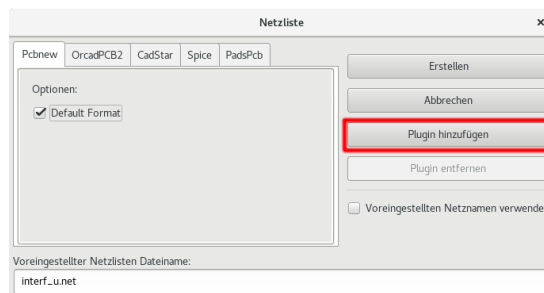 Netzliste
Pcbnew OrcadPCB2 CadStar Spice PadsPcb
Optionen:
Default Format
Erstellen
Abbrechen
Plugin hinzufügen
Plugin entfernen
Voreingestellten Netznamen verwende
Voreingestellter Netzlisten Dateiname:
interf_u.net